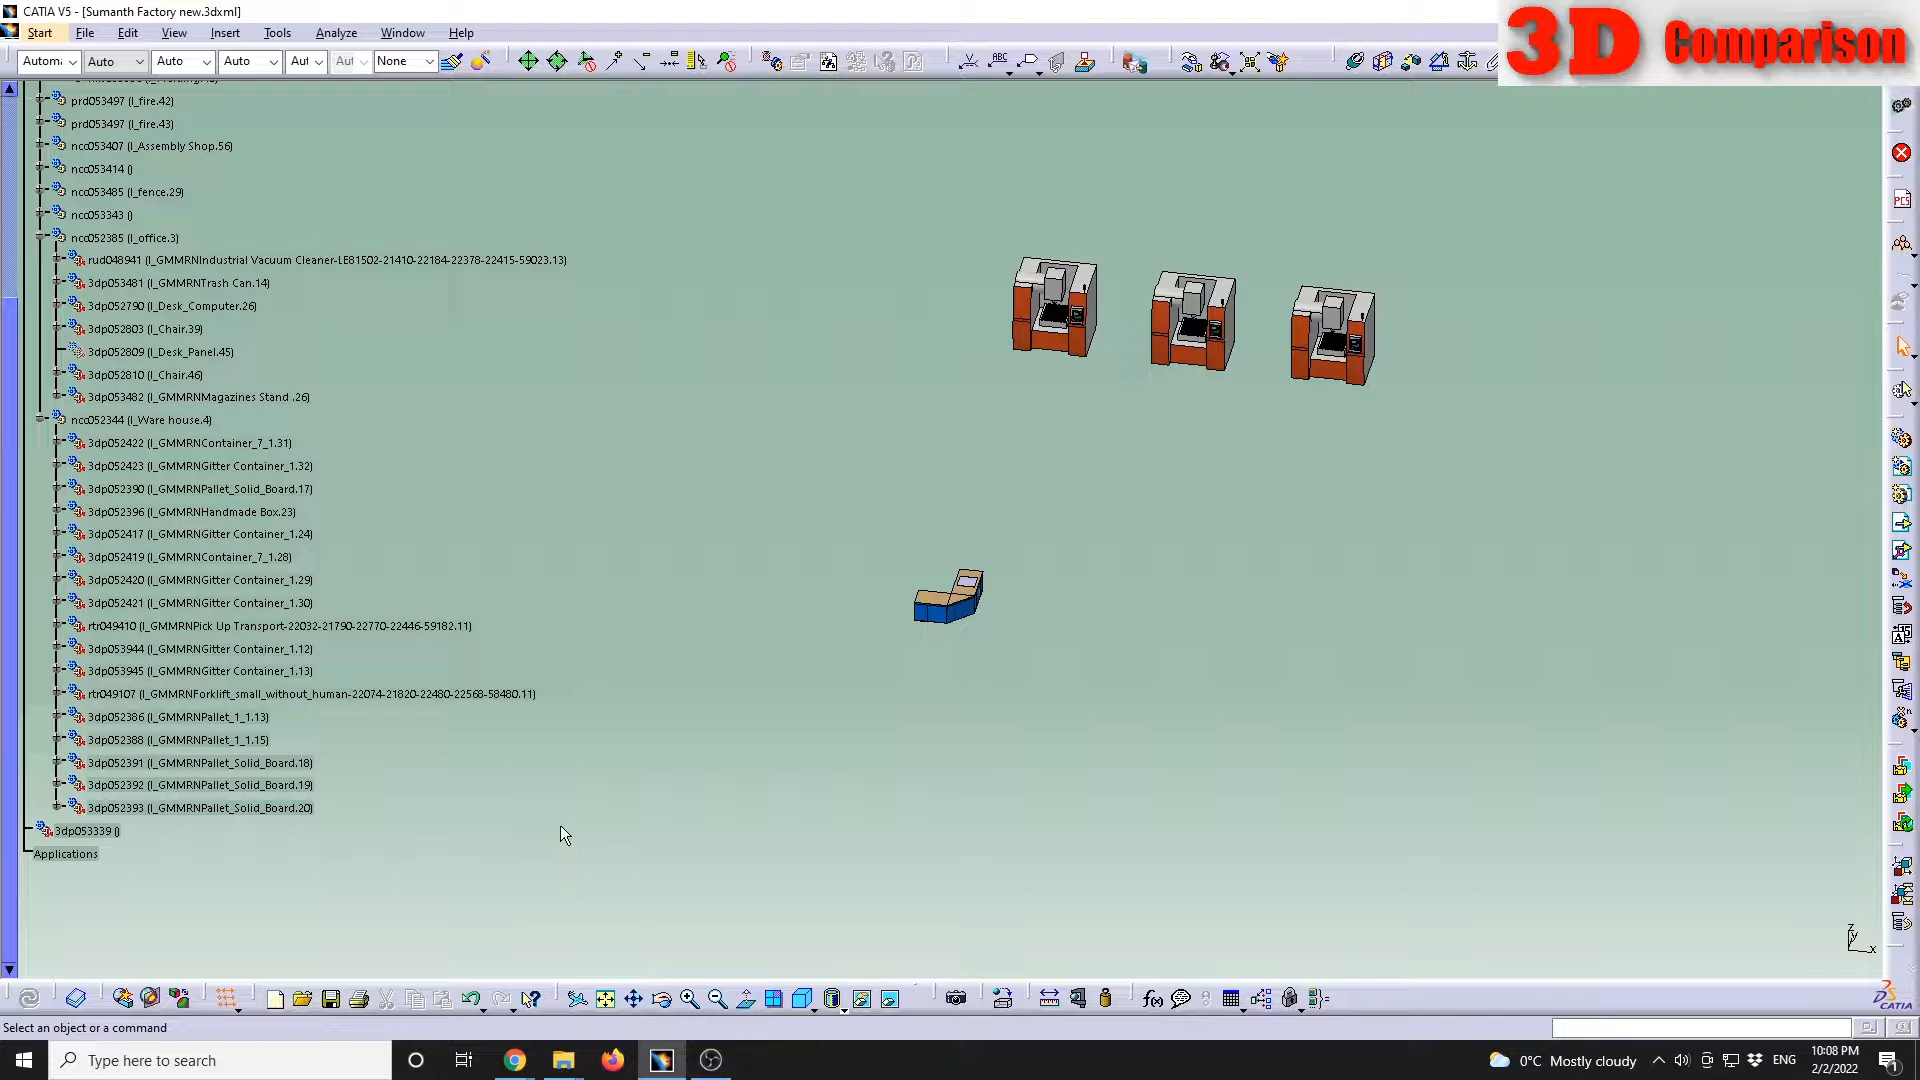 CATIA V5 - [Sumanth Factory new.3dxml]
3D Comparison
Start File Edit View Insert Tools Analyze Window Help
Auto Auto Auto None
prd053497 (I_fire.42)
prd053497 (I_fire.43)
ncc053407 (I_Assembly Shop.56)
ncc053414 ()
ncc053485 (I_fence.29)
ncc053343 ()
ncc052385 (I_office.3)
rud048941 (I_GMMRNIndustrial Vacuum Cleaner-LE81502-21410-22184-22378-22415-59023.13)
3dp053481 (I_GMMRNTrash Can.14)
3dp052790 (I_Desk_Computer.26)
3dp052803 (I_Chair.39)
3dp052809 (I_Desk_Panel.45)
3dp052810 (I_Chair.46)
3dp053482 (I_GMMRNMagazines Stand .26)
ncc052344 (I_Ware house.4)
3dp052422 (I_GMMRNContainer_7_1.31)
3dp052423 (I_GMMRNGitter Container_1.32)
3dp052390 (I_GMMRNPallet_Solid_Board.17)
3dp052396 (I_GMMRNHandmade Box.23)
3dp052417 (I_GMMRNGitter Container_1.24)
3dp052419 (I_GMMRNContainer_7_1.28)
3dp052420 (I_GMMRNGitter Container_1.29)
3dp052421 (I_GMMRNGitter Container_1.30)
rtr049410 (I_GMMRNPick Up Transport-22032-21790-22770-22446-59182.11)
3dp053944 (I_GMMRNGitter Container_1.12)
3dp053945 (I_GMMRNGitter Container_1.13)
rtr049107 (I_GMMRNForklift_small_without_human-22074-21820-22480-22568-58480.11)
3dp052386 (I_GMMRNPallet_1_1.13)
3dp052388 (I_GMMRNPallet_1_1.15)
3dp052391 (I_GMMRNPallet_Solid_Board.18)
3dp052392 (I_GMMRNPallet_Solid_Board.19)
3dp052393 (I_GMMRNPallet_Solid_Board.20)
3dp053339 ()
Applications
z
y
x
CATIA
Select an object or a command
Type here to search
0°C Mostly cloudy
ENG
10:08 PM
2/2/2022